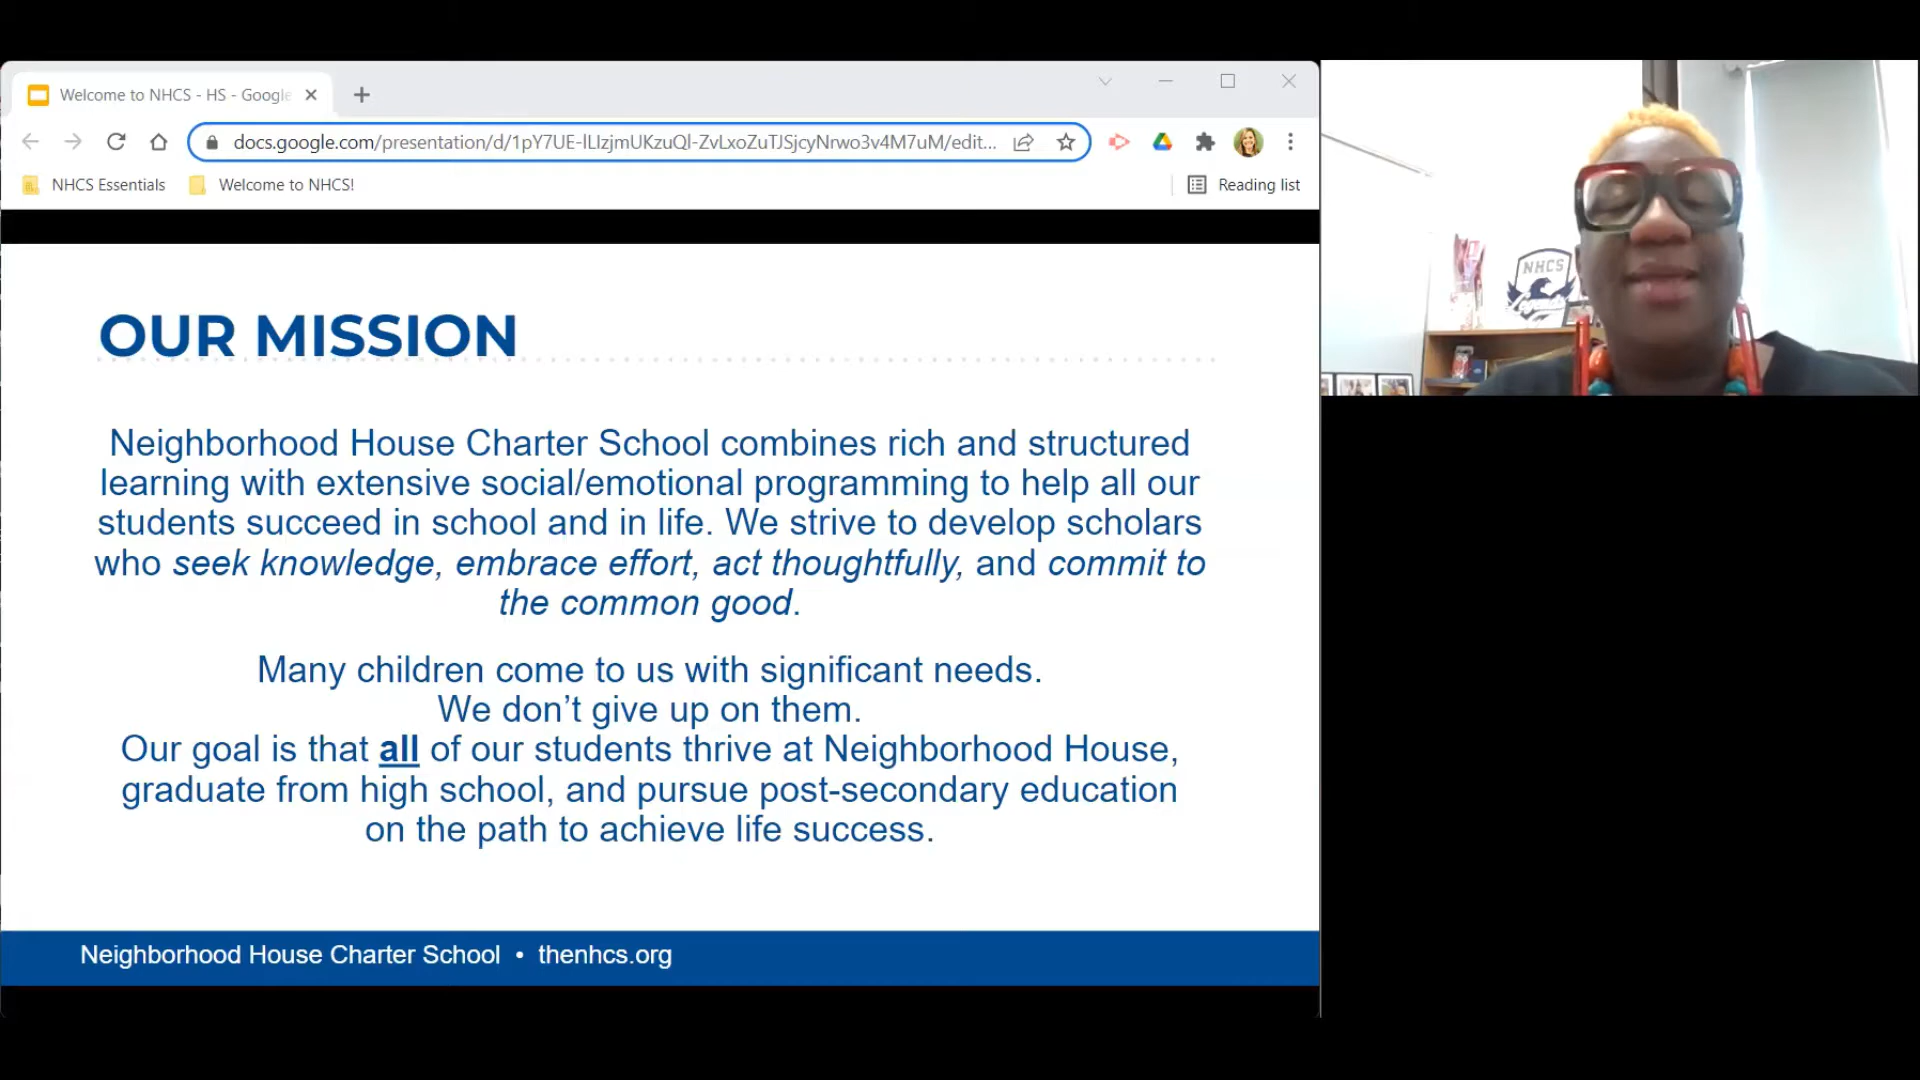 Welcome to NHCS - HS - Google
docs.google.com/presentation/d/1pY7UE-lLIzjmUKzuQl-ZvLxoZuTJSjcyNrwo3v4M7uM/edit...
NHCS Essentials
Welcome to NHCS!
Reading list
OUR MISSION
Neighborhood House Charter School combines rich and structured
learning with extensive social/emotional programming to help all our
students succeed in school and in life. We strive to develop scholars
who seek knowledge, embrace effort, act thoughtfully, and commit to
the common good.
Many children come to us with significant needs.
We don’t give up on them.
Our goal is that all of our students thrive at Neighborhood House,
graduate from high school, and pursue post-secondary education
on the path to achieve life success.
Neighborhood House Charter School • thenhcs.org
NHCS
Legends